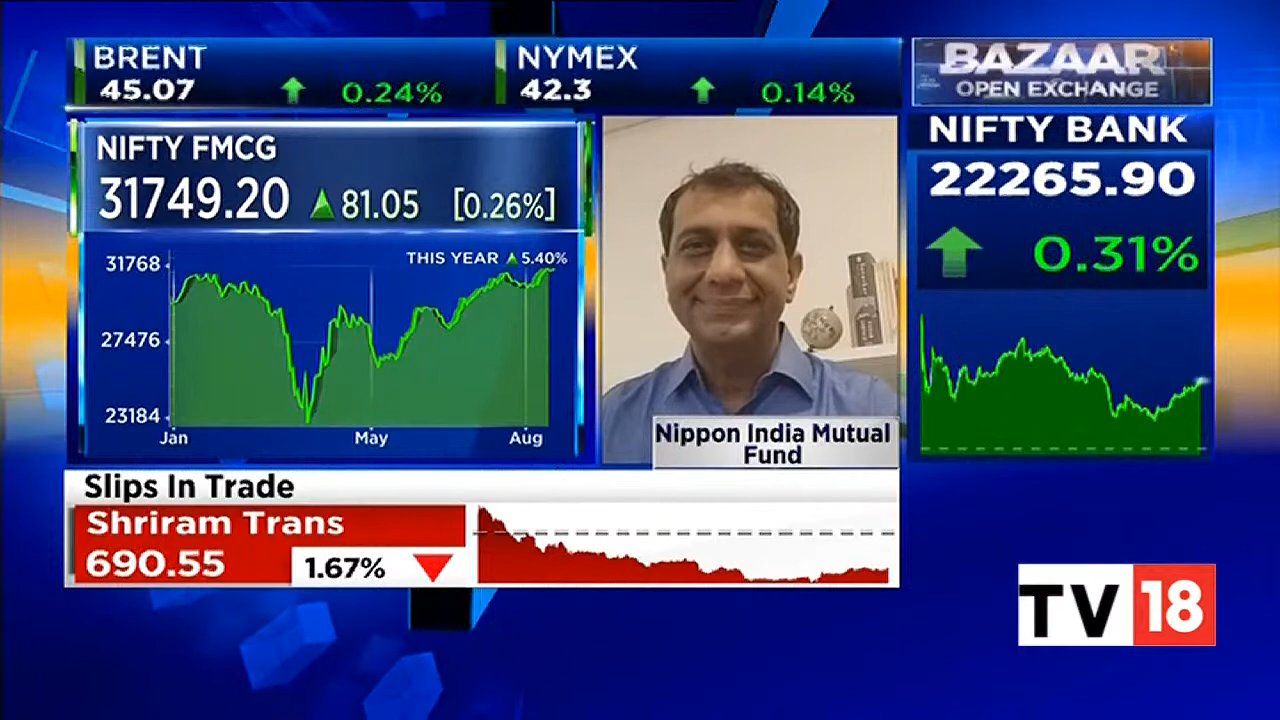 BRENT
45.07 0.24%
NYMEX
42.3 0.14%
BAZAAR
OPEN EXCHANGE
NIFTY FMCG
31749.20 ▲ 81.05 [0.26%]
THIS YEAR ▲ 5.40%
31768
27476
23184
Jan May Aug
Nippon India Mutual
Fund
NIFTY BANK
22265.90
0.31%
Slips In Trade
Shriram Trans
690.55 1.67%
TV18